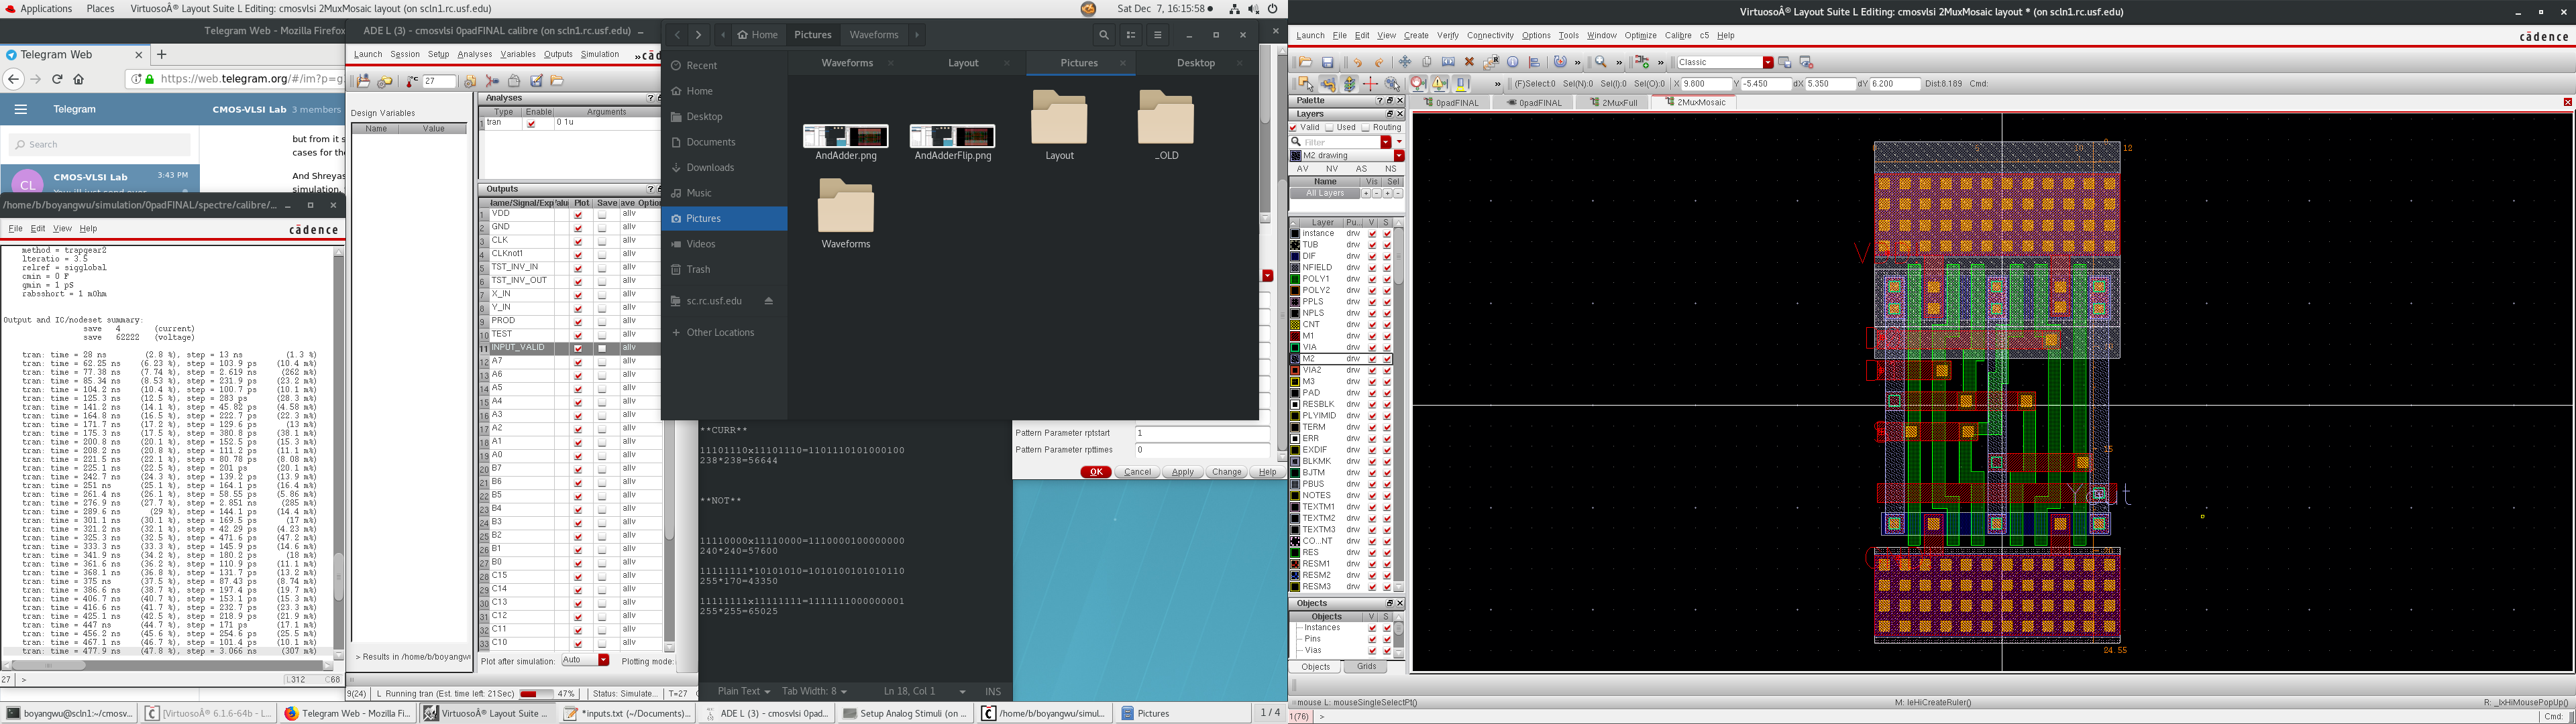 Applications Places VirtuosoÂ® Layout Suite L Editing: cmosvlsi 2MuxMosaic layout (on scln1.rc.usf.edu)
Sat Dec 7, 16:15:58
Telegram Web - Mozilla Firefox
Telegram Web
https://web.telegram.org/#/im?p=g
Telegram
CMOS-VLSI Lab 3 members
Search
but from it s
cases for the
CMOS-VLSI Lab 3:43 PM
CL
And Shreyas
simulation,
/home/b/boyangwu/simulation/0padFINAL/spectre/calibre/...
File Edit View Help cādence
method = trapgear2
lteratio = 3.5
relref = sigglobal
cmin = 0 F
gmin = 1 pS
rabsshort = 1 mOhm
Output and IC/nodeset summary:
save 4 (current)
save 62222 (voltage)
tran: time = 28 ns (2.8 %), step = 13 ns (1.3 %)
tran: time = 62.25 ns (6.23 %), step = 103.9 ps (10.4 m%)
tran: time = 77.38 ns (7.74 %), step = 2.619 ns (262 m%)
tran: time = 85.34 ns (8.53 %), step = 231.9 ps (23.2 m%)
tran: time = 104.2 ns (10.4 %), step = 100.7 ps (10.1 m%)
tran: time = 125.3 ns (12.5 %), step = 283 ps (28.3 m%)
tran: time = 141.2 ns (14.1 %), step = 45.82 ps (4.58 m%)
tran: time = 164.8 ns (16.5 %), step = 222.7 ps (22.3 m%)
tran: time = 171.7 ns (17.2 %), step = 129.6 ps (13 m%)
tran: time = 175.3 ns (17.5 %), step = 380.8 ps (38.1 m%)
tran: time = 200.8 ns (20.1 %), step = 152.5 ps (15.3 m%)
tran: time = 208.2 ns (20.8 %), step = 111.2 ps (11.1 m%)
tran: time = 221.5 ns (22.1 %), step = 80.78 ps (8.08 m%)
tran: time = 225.1 ns (22.5 %), step = 201 ps (20.1 m%)
tran: time = 242.7 ns (24.3 %), step = 139.2 ps (13.9 m%)
tran: time = 251 ns (25.1 %), step = 164.1 ps (16.4 m%)
tran: time = 261.4 ns (26.1 %), step = 58.55 ps (5.86 m%)
tran: time = 276.9 ns (27.7 %), step = 2.851 ns (285 m%)
tran: time = 289.6 ns (29 %), step = 144.1 ps (14.4 m%)
tran: time = 301.1 ns (30.1 %), step = 169.5 ps (17 m%)
tran: time = 321.2 ns (32.1 %), step = 42.29 ps (4.23 m%)
tran: time = 325.3 ns (32.5 %), step = 471.6 ps (47.2 m%)
tran: time = 333.3 ns (33.3 %), step = 145.9 ps (14.6 m%)
tran: time = 341.9 ns (34.2 %), step = 180.2 ps (18 m%)
tran: time = 361.6 ns (36.2 %), step = 110.9 ps (11.1 m%)
tran: time = 368.1 ns (36.8 %), step = 131.7 ps (13.2 m%)
tran: time = 375 ns (37.5 %), step = 87.43 ps (8.74 m%)
tran: time = 386.6 ns (38.7 %), step = 197.4 ps (19.7 m%)
tran: time = 406.7 ns (40.7 %), step = 153.1 ps (15.3 m%)
tran: time = 416.6 ns (41.7 %), step = 232.7 ps (23.3 m%)
tran: time = 425.1 ns (42.5 %), step = 218.9 ps (21.9 m%)
tran: time = 447 ns (44.7 %), step = 171 ps (17.1 m%)
tran: time = 456.2 ns (45.6 %), step = 254.6 ps (25.5 m%)
tran: time = 467.1 ns (46.7 %), step = 101.4 ps (10.1 m%)
tran: time = 477.9 ns (47.8 %), step = 3.066 ns (307 m%)
27 > L312 C68
ADE L (3) - cmosvlsi 0padFINAL calibre (on scln1.rc.usf.edu)
Launch Session Setup Analyses Variables Outputs Simulation » cād
27
Design Variables
Name Value
> Results in /home/b/boyangwu
Analyses
Type Enable Arguments
1 tran 0 1u
Outputs
Plot Save
1 VDD allv
2 GND allv
3 CLK allv
4 CLKnot1 allv
5 TST_INV_IN allv
6 TST_INV_OUT allv
7 X_IN allv
8 Y_IN allv
9 PROD allv
10 TEST allv
11 INPUT_VALID allv
12 A7 allv
13 A6 allv
14 A5 allv
15 A4 allv
16 A3 allv
17 A2 allv
18 A1 allv
19 A0 allv
20 B7 allv
21 B6 allv
22 B5 allv
23 B4 allv
24 B3 allv
25 B2 allv
26 B1 allv
27 B0 allv
28 C15 allv
29 C14 allv
30 C13 allv
31 C12 allv
32 C11 allv
33 C10 allv
Plot after simulation: Auto Plotting mode:
9(24) L Running tran (Est. time left: 21Sec) 47% Status: Simulate... T=27
Home Pictures Waveforms
Recent
Home
Desktop
Documents
Downloads
Music
Pictures
Videos
Trash
sc.rc.usf.edu
Other Locations
Waveforms Layout Pictures Desktop
AndAdder.png AndAdderFlip.png Layout _OLD
Waveforms
**CURR**
11101110x11101110=1101110101000100
238*238=56644
**NOT**
11110000x11110000=1110000100000000
240*240=57600
11111111*10101010=1010100101010110
255*170=43350
11111111x11111111=1111111000000001
255*255=65025
Plain Text Tab Width: 8 Ln 18, Col 1 INS
Pattern Parameter rptstart 1
Pattern Parameter rpttimes 0
OK Cancel Apply Change Help
boyangwu@scln1:~/cmosv...
[VirtuosoÂ® 6.1.6-64b - L...
Telegram Web - Mozilla Fi...
VirtuosoÂ® Layout Suite ...
*inputs.txt (~/Documents)...
ADE L (3) - cmosvlsi 0pad...
Setup Analog Stimuli (on ...
/home/b/boyangwu/simul...
Pictures
1 / 4
VirtuosoÂ® Layout Suite L Editing: cmosvlsi 2MuxMosaic layout * (on scln1.rc.usf.edu)
Launch File Edit View Create Verify Connectivity Options Tools Window Optimize Calibre c5 Help
cādence
Classic
(F)Select:0 Sel(N):0 Sel(I):0 Sel(O):0 X 9.800 Y -5.450 dX 5.350 dY 6.200 Dist:8.189 Cmd:
0padFINAL 0padFINAL 2MuxFull 2MuxMosaic
Palette
Layers
Valid Used Routing
Filter
M2 drawing
AV NV AS NS
Name Vis Sel
All Layers
Layer Pu.. V S
instance drw
TUB drw
DIF drw
NFIELD drw
POLY1 drw
POLY2 drw
PPLS drw
NPLS drw
CNT drw
M1 drw
VIA drw
M2 drw
VIA2 drw
M3 drw
PAD drw
RESBLK drw
PLVIMID drw
TERM drw
ERR drw
EXDIF drw
BLKMK drw
BJTM drw
PBUS drw
NOTES drw
TEXTM1 drw
TEXTM2 drw
TEXTM3 drw
CO...NT drw
RES drw
RESM1 drw
RESM2 drw
RESM3 drw
Objects
Objects V S
Instances
Pins
Vias
Objects Grids
5 10 12
V
15
20
24.55
mouse L: mouseSingleSelectPt() M: leHiCreateRuler() R: _lxHiMousePopUp()
1(76) > Cmd: